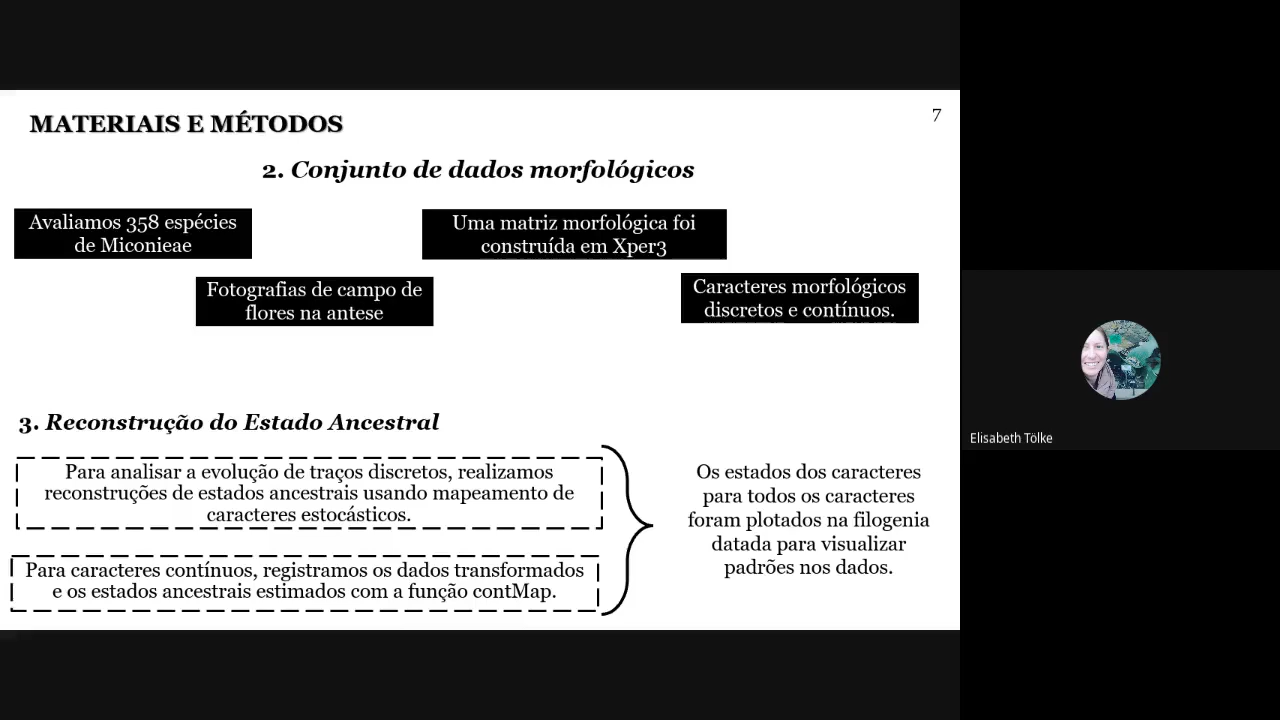 MATERIAIS E MÉTODOS
7
2. Conjunto de dados morfológicos
Avaliamos 358 espécies
de Miconieae
Uma matriz morfológica foi
construída em Xper3
Fotografias de campo de
flores na antese
Caracteres morfológicos
discretos e contínuos.
3. Reconstrução do Estado Ancestral
Para analisar a evolução de traços discretos, realizamos
reconstruções de estados ancestrais usando mapeamento de
caracteres estocásticos.
Para caracteres contínuos, registramos os dados transformados
e os estados ancestrais estimados com a função contMap.
Os estados dos caracteres
para todos os caracteres
foram plotados na filogenia
datada para visualizar
padrões nos dados.
Elisabeth Tölke